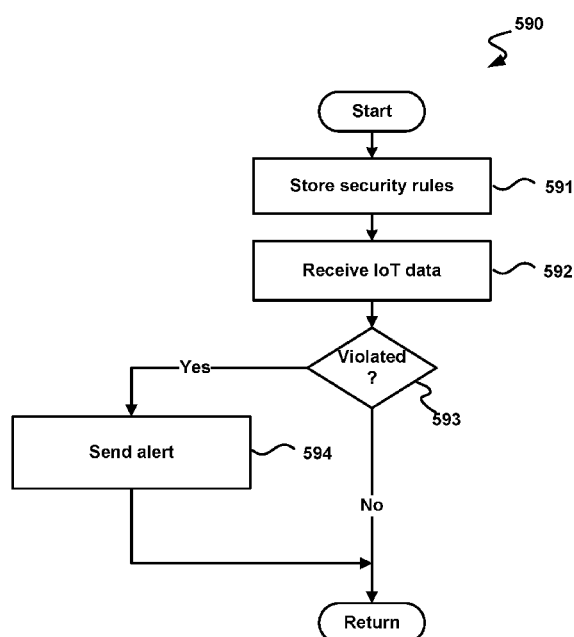 590
Start
Store security rules
591
Receive IoT data
592
Violated
?
593
Yes
Send alert
594
No
Return